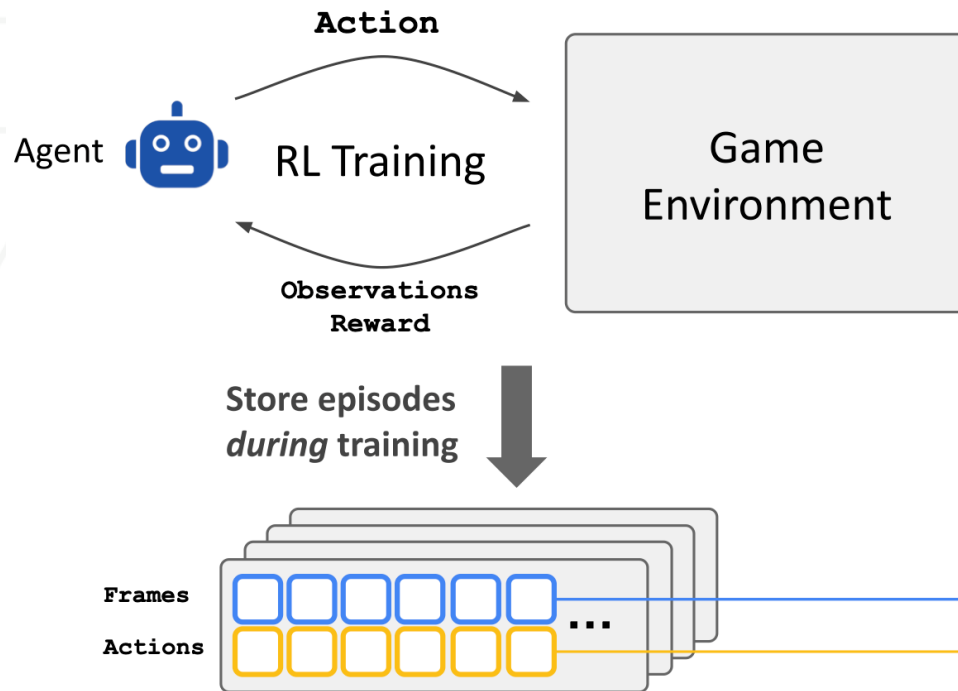 Action
Agent
RL Training
Game
Environment
Observations
Reward
Store episodes
during training
Frames
...
Actions